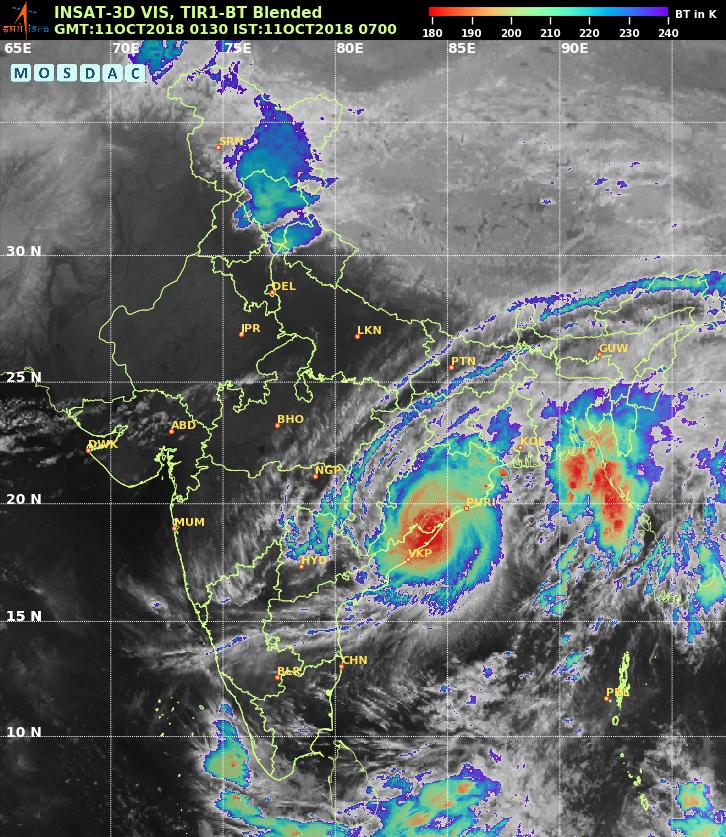 INSAT-3D VIS, TIR1-BT Blended
GMT:11OCT2018 0130 IST:11OCT2018 0700
BT in K
180 190 200 210 220 230 240
65E 70E 75E 80E 85E 90E
MOSDAC
SRN
30 N
DEL
JPR
LKN
GUW
PTN
25 N
ABD
BHO
DWK
KOL
NGP
20 N
PURI
MUM
VKP
HYD
15 N
CHN
BLR
PBL
10 N